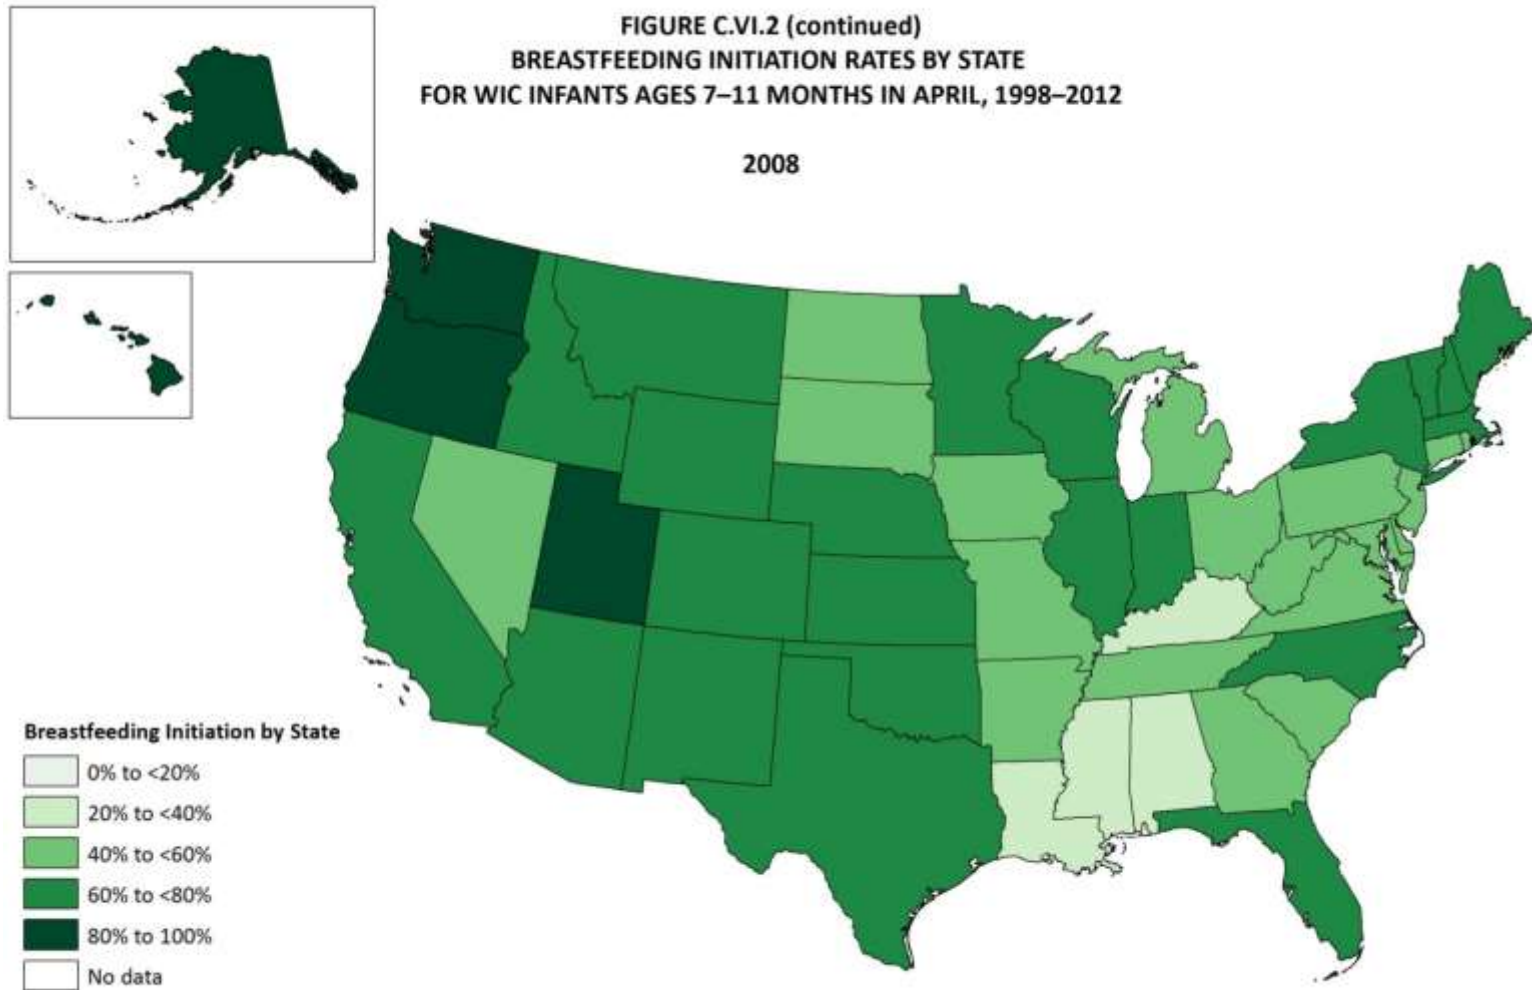 FIGURE C.VI.2 (continued)
BREASTFEEDING INITIATION RATES BY STATE
FOR WIC INFANTS AGES 7–11 MONTHS IN APRIL, 1998–2012
2008
Breastfeeding Initiation by State
0% to <20%
20% to <40%
40% to <60%
60% to <80%
80% to 100%
No data